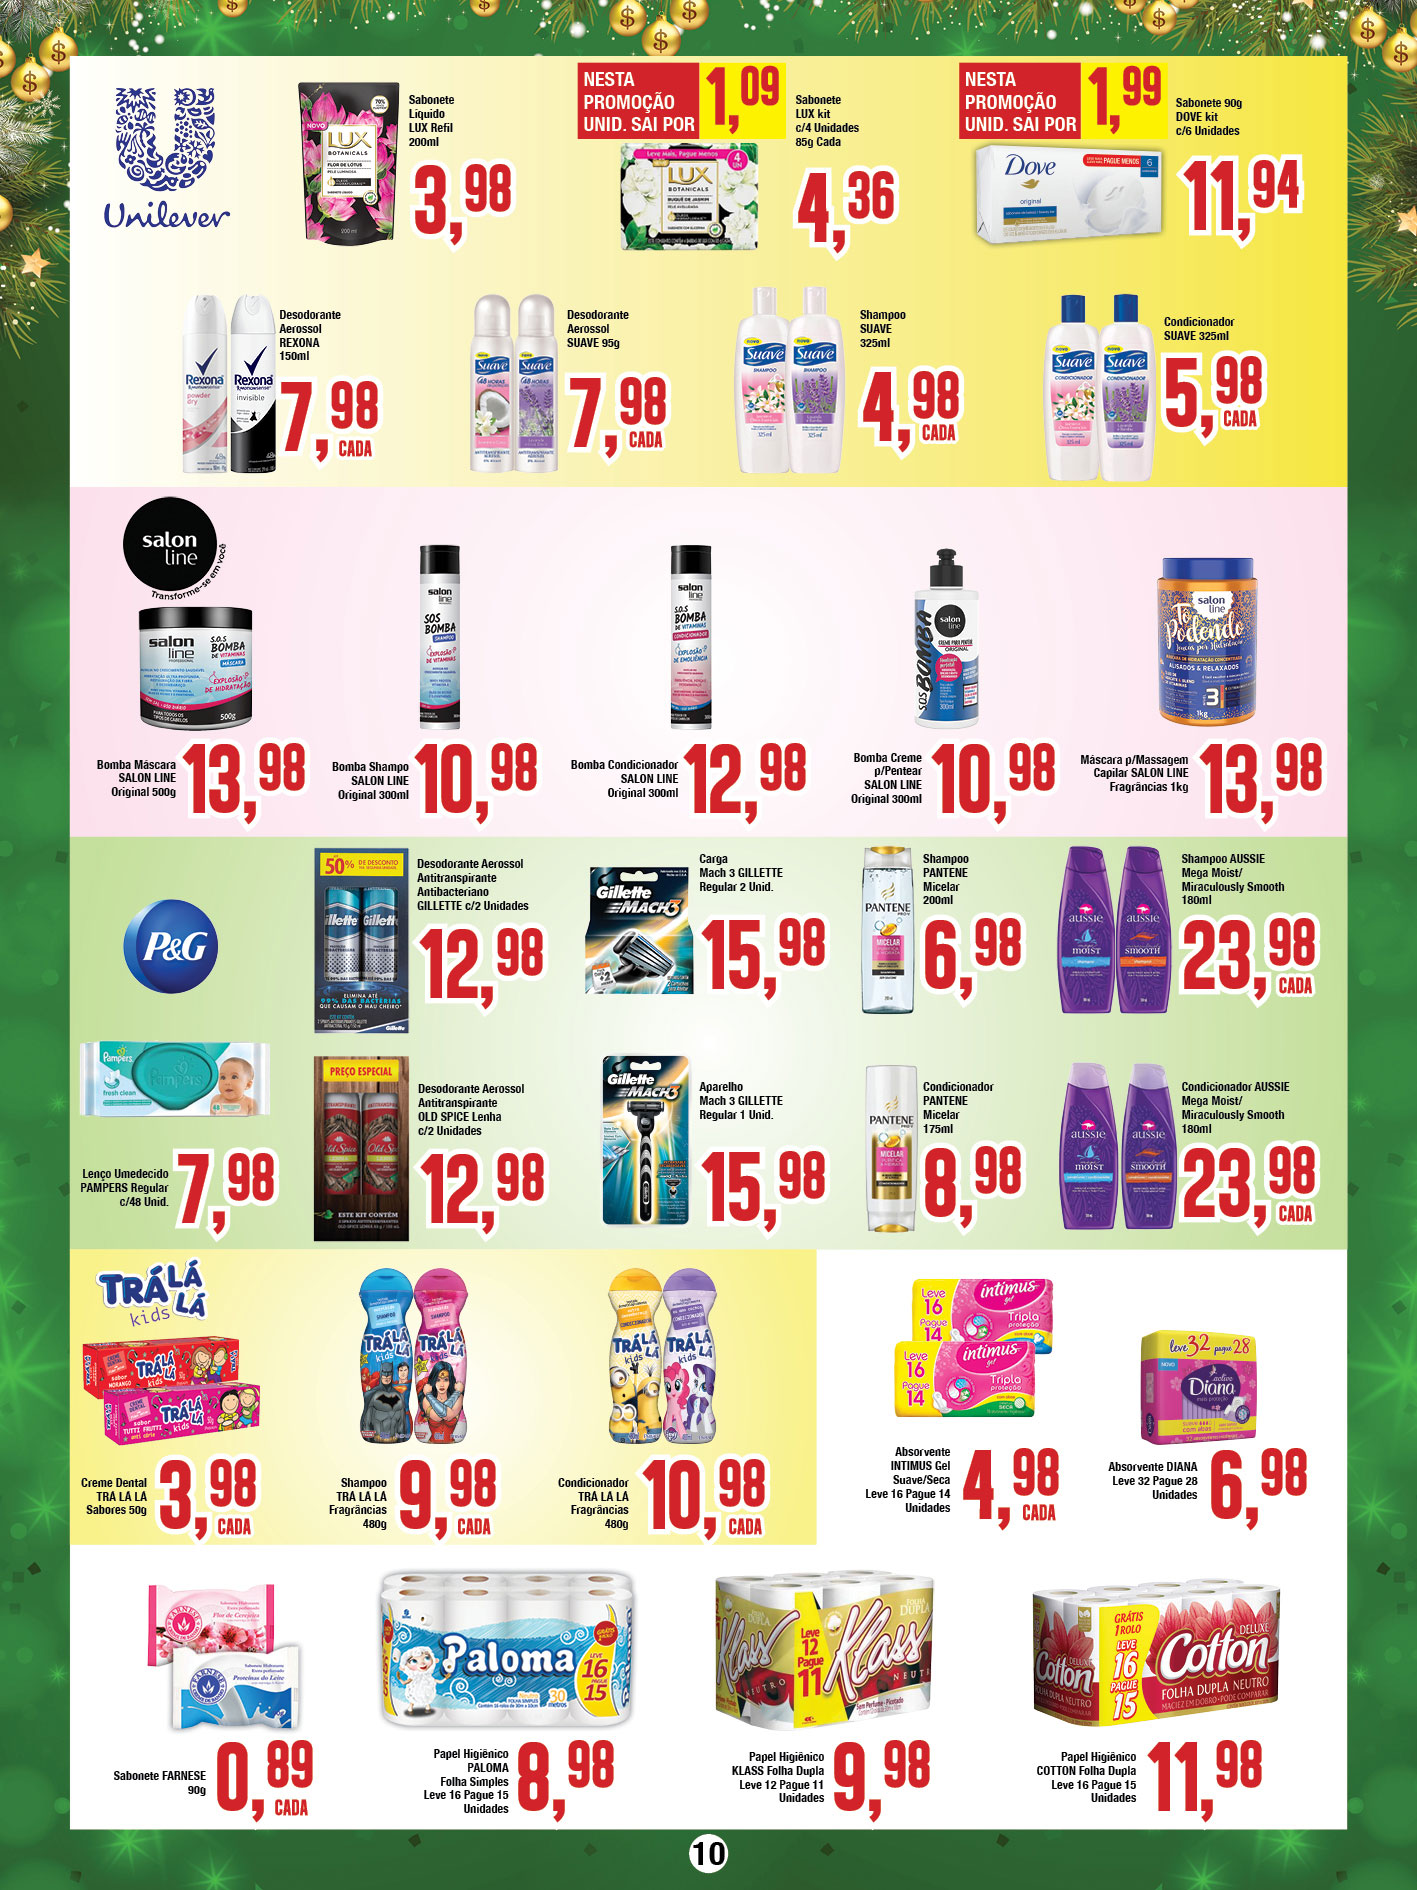 Unilever
Sabonete
Líquido
LUX Refil
200ml
3,98
NESTA
PROMOÇÃO
UNID. SAI POR
1,09
Sabonete
LUX kit
c/4 Unidades
85g Cada
4,36
NESTA
PROMOÇÃO
UNID. SAI POR
1,99
Sabonete 90g
DOVE kit
c/6 Unidades
11,94
Desodorante
Aerossol
REXONA
150ml
7,98
CADA
Desodorante
Aerossol
SUAVE 95g
7,98
CADA
Shampoo
SUAVE
325ml
4,98
CADA
Condicionador
SUAVE 325ml
5,98
CADA
salon
line
Transforme-se em você
Bomba Máscara
SALON LINE
Original 500g
13,98
Bomba Shampo
SALON LINE
Original 300ml
10,98
Bomba Condicionador
SALON LINE
Original 300ml
12,98
Bomba Creme
p/Pentear
SALON LINE
Original 300ml
10,98
Máscara p/Massagem
Capilar SALON LINE
Fragrâncias 1kg
13,98
P&G
Desodorante Aerossol
Antitranspirante
Antibacteriano
GILLETTE c/2 Unidades
12,98
Carga
Mach 3 GILLETTE
Regular 2 Unid.
15,98
Shampoo
PANTENE
Micelar
200ml
6,98
Shampoo AUSSIE
Mega Moist/
Miraculously Smooth
180ml
23,98
CADA
Lenço Umedecido
PAMPERS Regular
c/48 Unid.
7,98
PREÇO ESPECIAL
Desodorante Aerossol
Antitranspirante
OLD SPICE Lenha
c/2 Unidades
12,98
Aparelho
Mach 3 GILLETTE
Regular 1 Unid.
15,98
Condicionador
PANTENE
Micelar
175ml
8,98
Condicionador AUSSIE
Mega Moist/
Miraculously Smooth
180ml
23,98
CADA
TRÁ LÁ
LÁ
kids
Creme Dental
TRA LA LA
Sabores 50g
3,98
CADA
Shampoo
TRA LA LA
Fragrâncias
480g
9,98
CADA
Condicionador
TRA LA LA
Fragrâncias
480g
10,98
CADA
Absorvente
INTIMUS Gel
Suave/Seca
Leve 16 Pague 14
Unidades
4,98
CADA
Absorvente DIANA
Leve 32 Pague 28
Unidades
6,98
Sabonete FARNESE
90g
0,89
CADA
Papel Higiênico
PALOMA
Folha Simples
Leve 16 Pague 15
Unidades
8,98
Papel Higiênico
KLASS Folha Dupla
Leve 12 Pague 11
Unidades
9,98
Papel Higiênico
COTTON Folha Dupla
Leve 16 Pague 15
Unidades
11,98
10